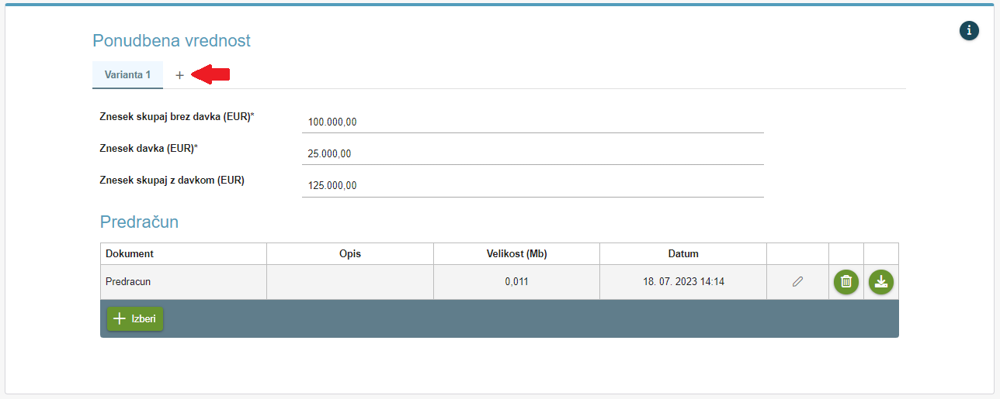 Ponudbena vrednost
i
Varianta 1 +
Znesek skupaj brez davka (EUR)* 100.000,00
Znesek davka (EUR)* 25.000,00
Znesek skupaj z davkom (EUR) 125.000,00
Predračun
Dokument Opis Velikost (Mb) Datum
Predracun 0,011 18. 07. 2023 14:14
+ Izberi